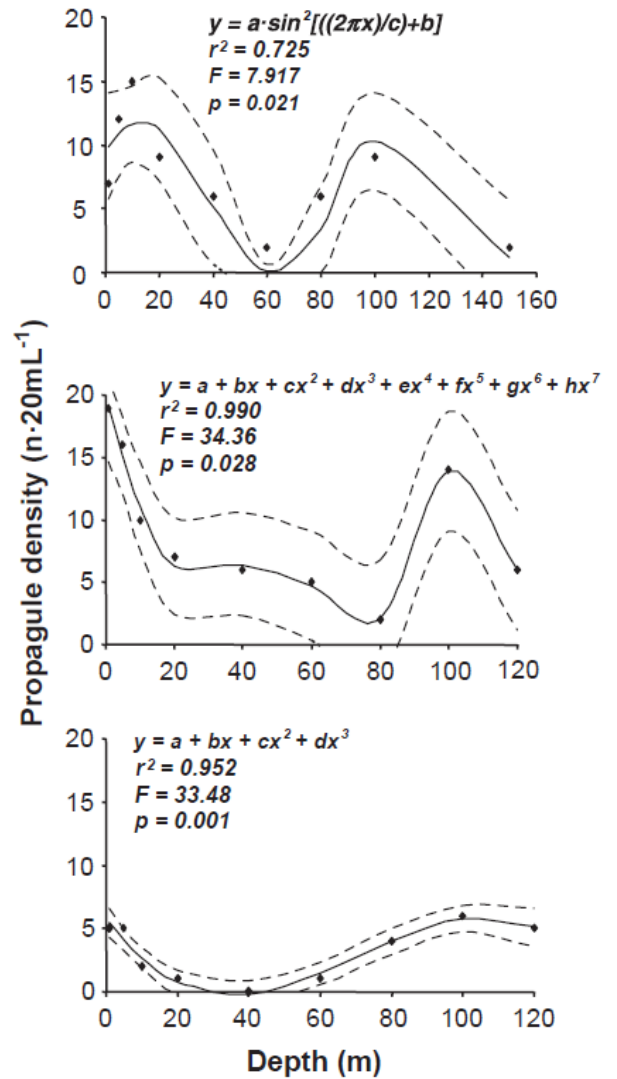 y = a·sin²[((2πx)/c)+b]
r² = 0.725
F = 7.917
p = 0.021
20
15
10
5
0
0 20 40 60 80 100 120 140 160
Propagule density (n·20mL⁻¹)
y = a + bx + cx² + dx³ + ex⁴ + fx⁵ + gx⁶ + hx⁷
r² = 0.990
F = 34.36
p = 0.028
20
15
10
5
0
0 20 40 60 80 100 120
y = a + bx + cx² + dx³
r² = 0.952
F = 33.48
p = 0.001
20
15
10
5
0
0 20 40 60 80 100 120
Depth (m)